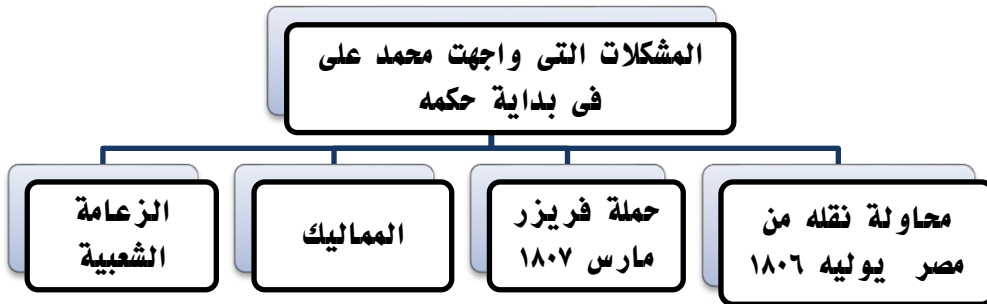 المشكلات التى واجهت محمد على
فى بداية حكمه
محاولة نقله من
مصر يوليه ١٨٠٦
حملة فريزر
مارس ١٨٠٧
المماليك
الزعامة
الشعبية